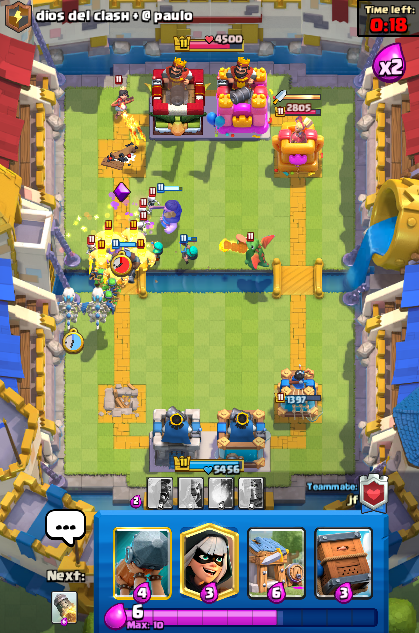 dios del clash + @ paulo
Time left:
0:18
4500
x2
2805
1397
5456
Teammate:
jf
2
...
Next:
4
3
6
3
6
Max: 10